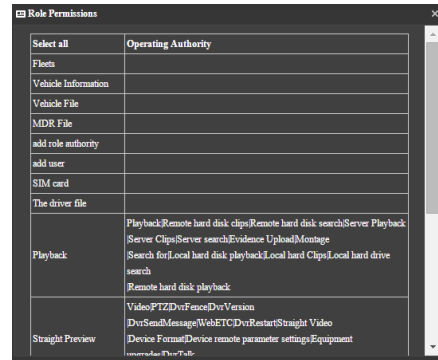 Role Permissions
Select all Operating Authority
Fleets
Vehicle Information
Vehicle File
MDR File
add role authority
add user
SIM card
The driver file
Playback|Remote hard disk clips|Remote hard disk search|Server Playback
|Server Clips|Server search|Evidence Upload|Montage
Playback |Search for|Local hard disk playback|Local hard Clips|Local hard drive
search
|Remote hard disk playback
Video|PTZ|DvrFence|DvrVersion
|DvrSendMessage|WebETC|DvrRestart|Straight Video
Straight Preview |Device Format|Device remote parameter settings|Equipment
upgrades|DvrTalk